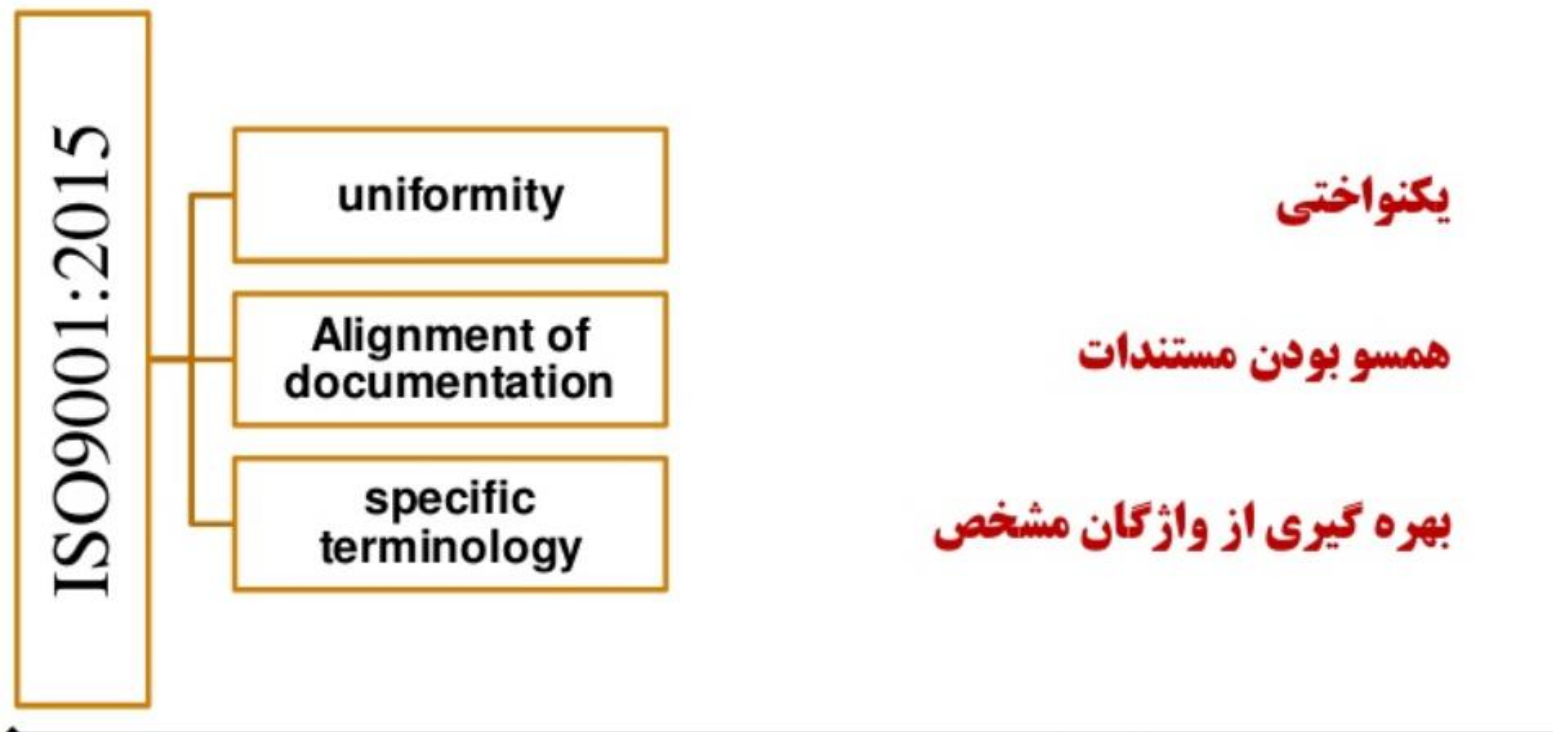 ISO9001:2015
uniformity
یکنواختی
Alignment of
documentation
همسو بودن مستندات
specific
terminology
بهره گیری از واژگان مشخص